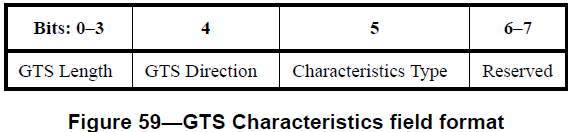 Bits: 0–3 4 5 6–7
GTS Length GTS Direction Characteristics Type Reserved
Figure 59—GTS Characteristics field format